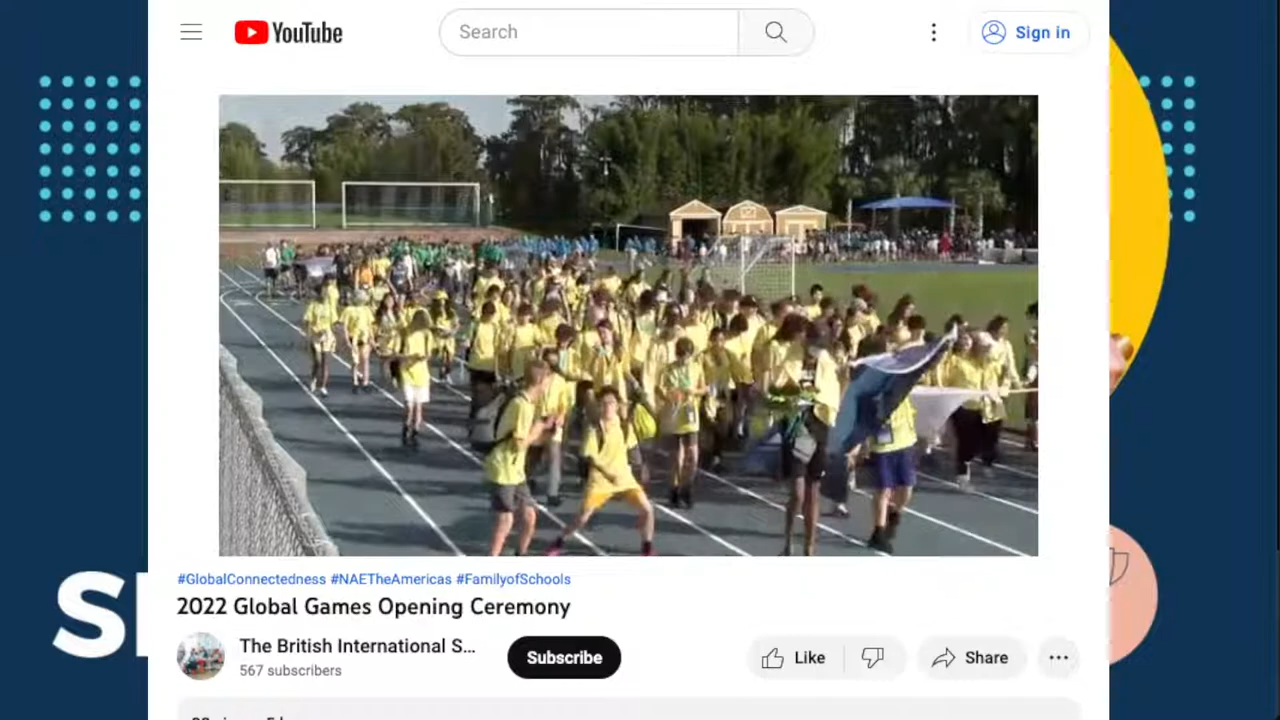 YouTube
Search
Sign in
#GlobalConnectedness #NAETheAmericas #FamilyofSchools
2022 Global Games Opening Ceremony
The British International S...
567 subscribers
Subscribe
Like
Share